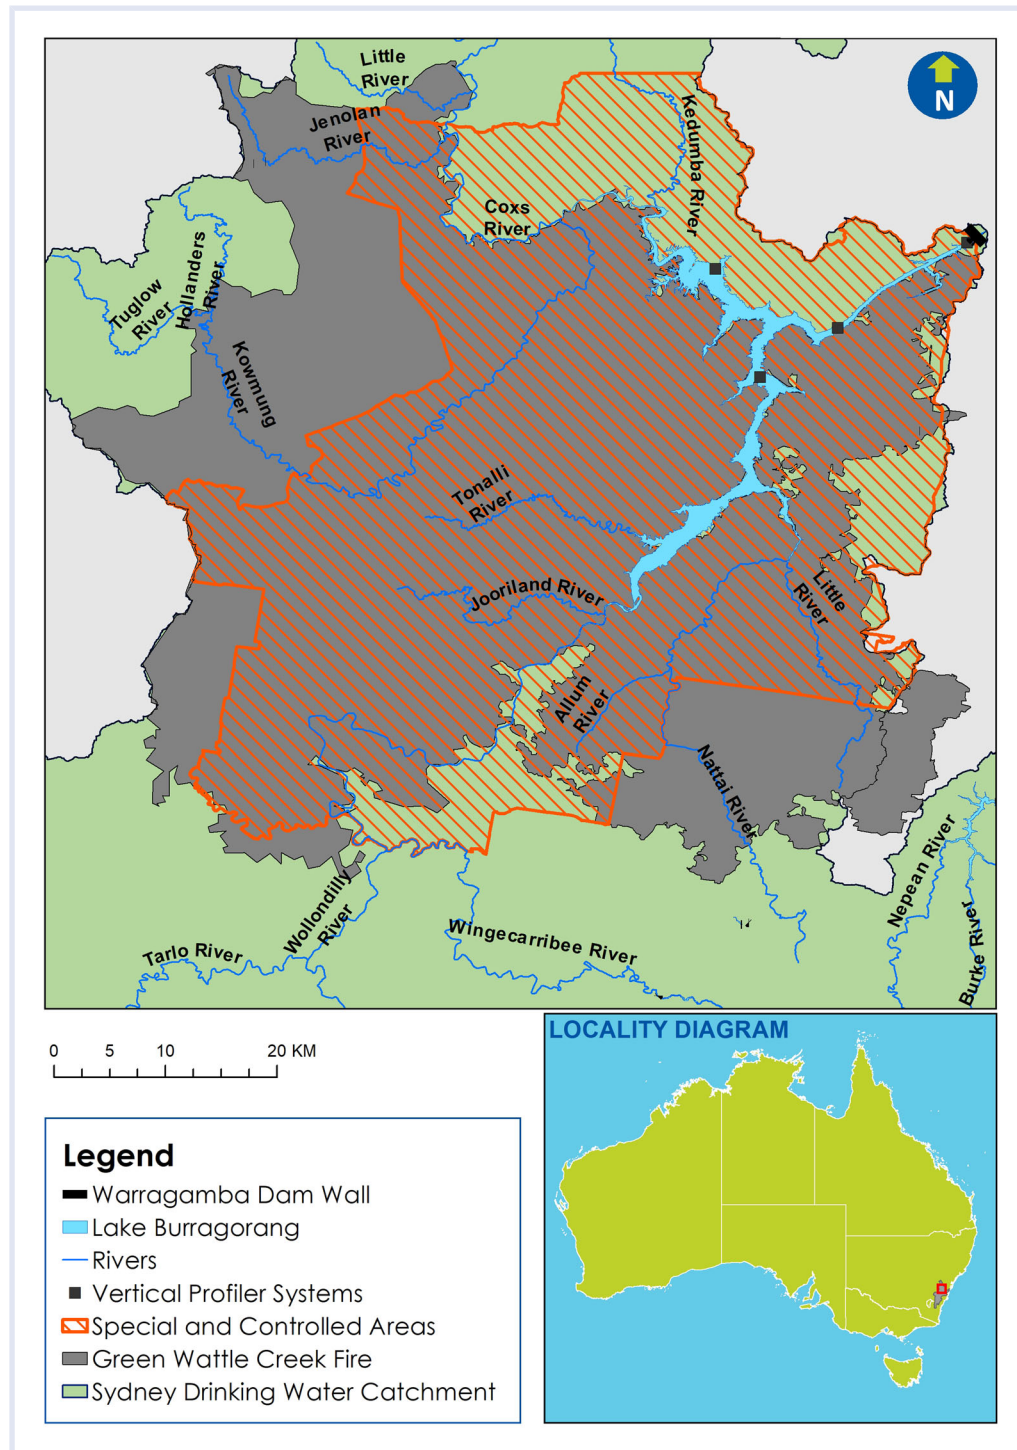 Little
River
Jenolan
River
Kedumba River
N
Coxs
River
Hollanders
River
Tuglow
River
Kowmung
River
Tonalli
River
Jooriland River
Little
River
Allum
River
Nattai River
Nepean River
Burke River
Wollondilly
River
Wingecarribee River
Tarlo River
0 5 10 20 KM
LOCALITY DIAGRAM
Legend
Warragamba Dam Wall
Lake Burragorang
Rivers
Vertical Profiler Systems
Special and Controlled Areas
Green Wattle Creek Fire
Sydney Drinking Water Catchment